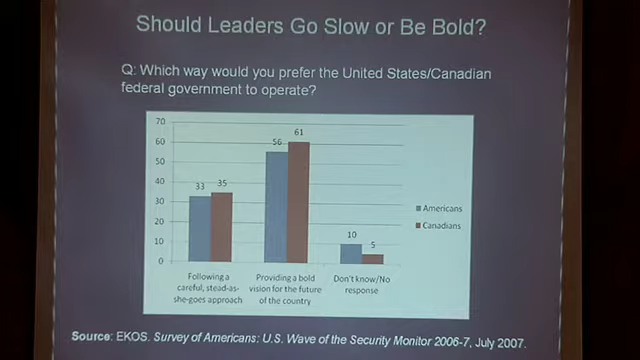 Should Leaders Go Slow or Be Bold?
Q: Which way would you prefer the United States/Canadian
federal government to operate?
70
60
50
40
30
20
10
0
33
35
56
61
10
5
Following a
careful, stead-as-
she-goes approach
Providing a bold
vision for the future
of the country
Don't know/No
response
Americans
Canadians
Source: EKOS. Survey of Americans: U.S. Wave of the Security Monitor 2006-7, July 2007.